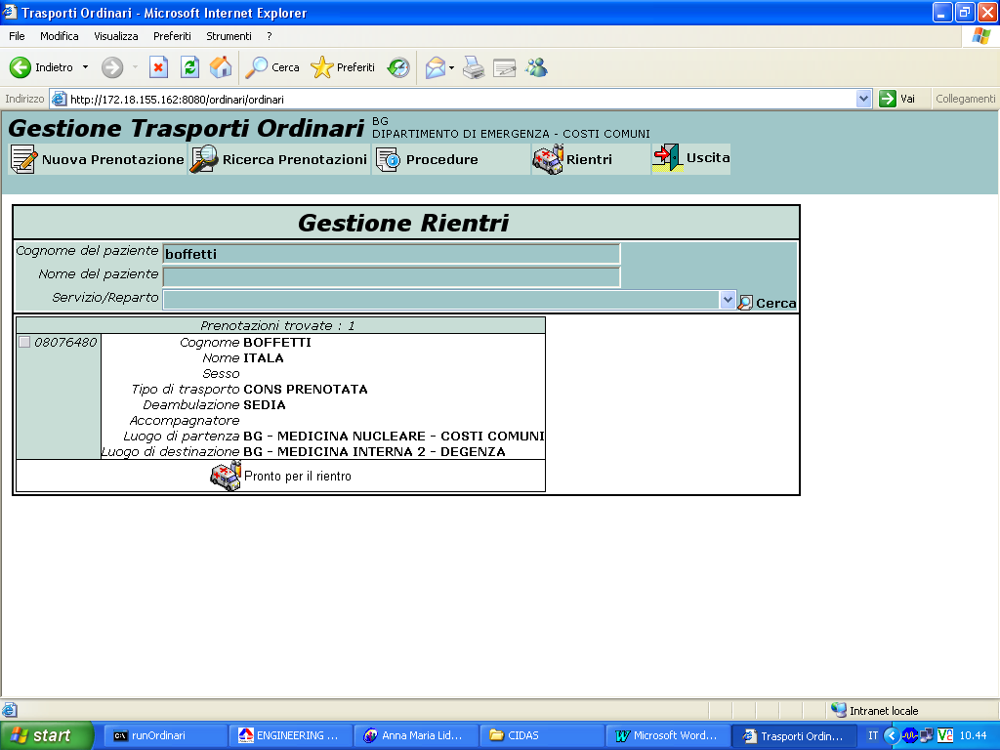 Trasporti Ordinari - Microsoft Internet Explorer
File Modifica Visualizza Preferiti Strumenti ?
Indietro Cerca Preferiti
Indirizzo http://172.18.155.162:8080/ordinari/ordinari Vai Collegamenti
Gestione Trasporti Ordinari BG
DIPARTIMENTO DI EMERGENZA - COSTI COMUNI
Nuova Prenotazione Ricerca Prenotazioni Procedure Rientri Uscita
Gestione Rientri
Cognome del paziente boffetti
Nome del paziente
Servizio/Reparto Cerca
Prenotazioni trovate : 1
08076480 Cognome BOFFETTI
Nome ITALA
Sesso
Tipo di trasporto CONS PRENOTATA
Deambulazione SEDIA
Accompagnatore
Luogo di partenza BG - MEDICINA NUCLEARE - COSTI COMUNI
Luogo di destinazione BG - MEDICINA INTERNA 2 - DEGENZA
Pronto per il rientro
Intranet locale
start runOrdinari ENGINEERING ... Anna Maria Lid... CIDAS Microsoft Word... Trasporti Ordin... IT 10.44